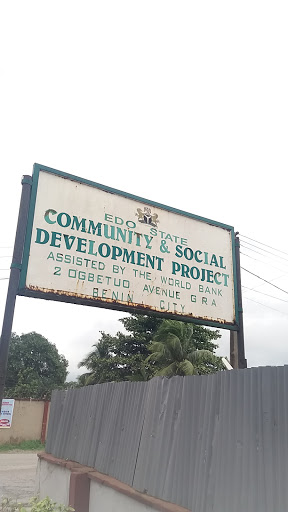 EDO STATE
COMMUNITY & SOCIAL
DEVELOPMENT PROJECT
ASSISTED BY THE WORLD BANK
2 OGBETUO AVENUE G.R.A
BENIN CITY